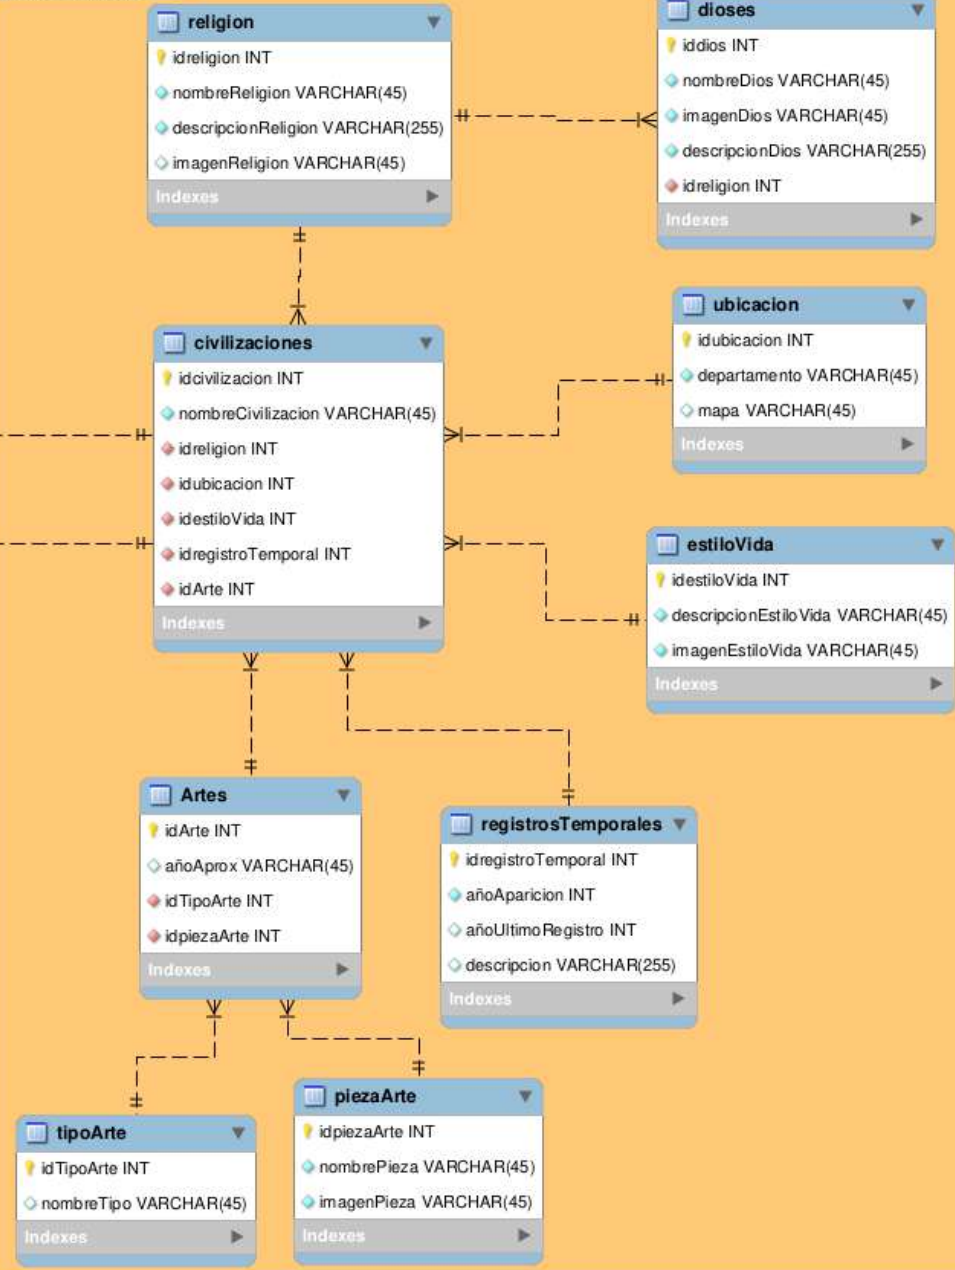 religion
idreligion INT
nombreReligion VARCHAR(45)
descripcionReligion VARCHAR(255)
imagenReligion VARCHAR(45)
Indexes
dioses
iddios INT
nombreDios VARCHAR(45)
imagenDios VARCHAR(45)
descripcionDios VARCHAR(255)
idreligion INT
Indexes
civilizaciones
idcivilizacion INT
nombreCivilizacion VARCHAR(45)
idreligion INT
idubicacion INT
idestiloVida INT
idregistroTemporal INT
idArte INT
Indexes
ubicacion
idubicacion INT
departamento VARCHAR(45)
mapa VARCHAR(45)
Indexes
estiloVida
idestiloVida INT
descripcionEstiloVida VARCHAR(45)
imagenEstiloVida VARCHAR(45)
Indexes
Artes
idArte INT
añoAprox VARCHAR(45)
idTipoArte INT
idpiezaArte INT
Indexes
registrosTemporales
idregistroTemporal INT
añoAparicion INT
añoUltimoRegistro INT
descripcion VARCHAR(255)
Indexes
tipoArte
idTipoArte INT
nombreTipo VARCHAR(45)
Indexes
piezaArte
idpiezaArte INT
nombrePieza VARCHAR(45)
imagenPieza VARCHAR(45)
Indexes